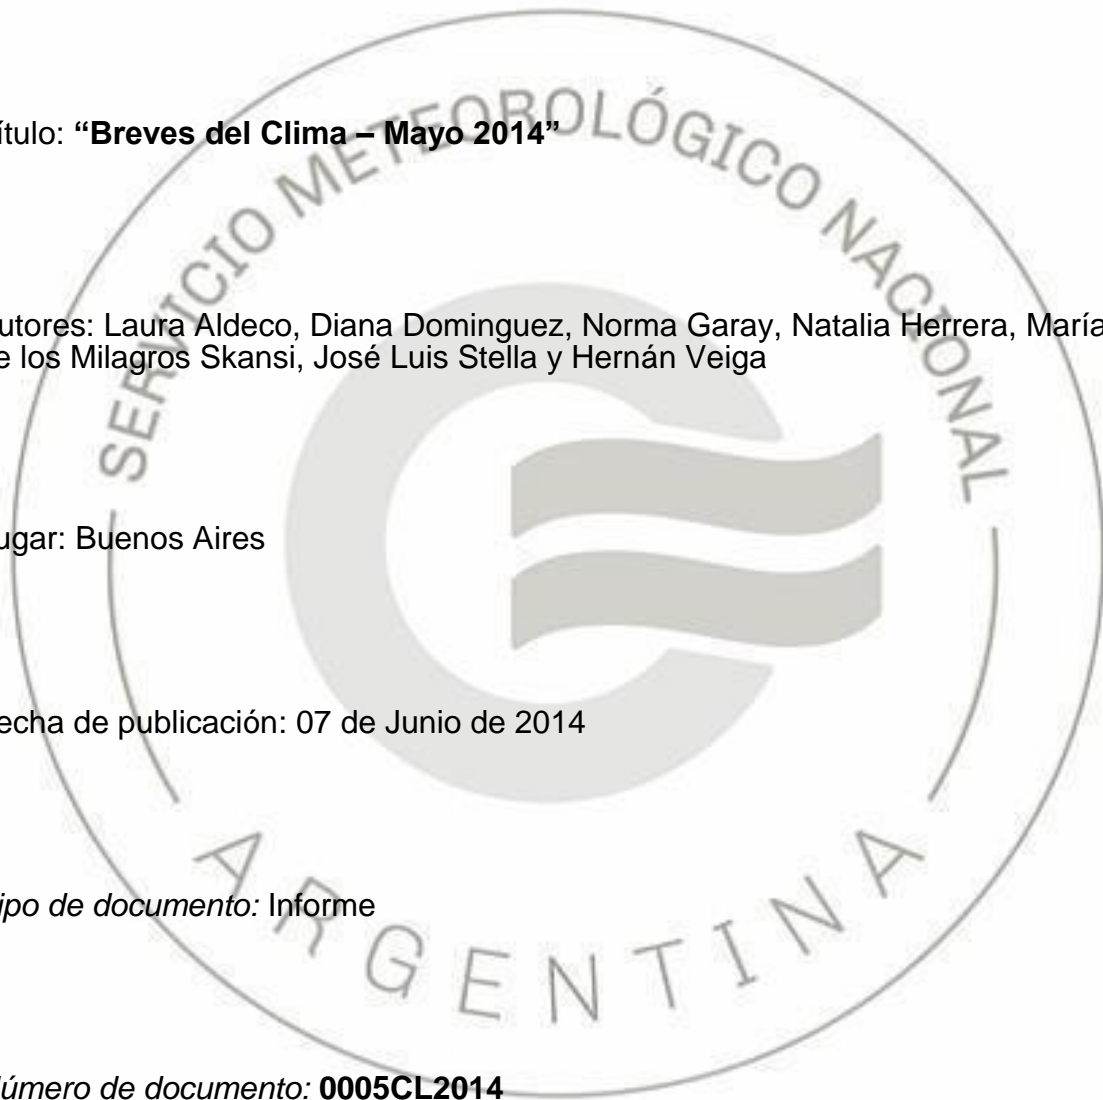 ítulo: “Breves del Clima – Mayo 2014”
utores: Laura Aldeco, Diana Dominguez, Norma Garay, Natalia Herrera, María
e los Milagros Skansi, José Luis Stella y Hernán Veiga
ugar: Buenos Aires
echa de publicación: 07 de Junio de 2014
ipo de documento: Informe
úmero de documento: 0005CL2014
SERVICIO METEOROLÓGICO NACIONAL
ARGENTINA